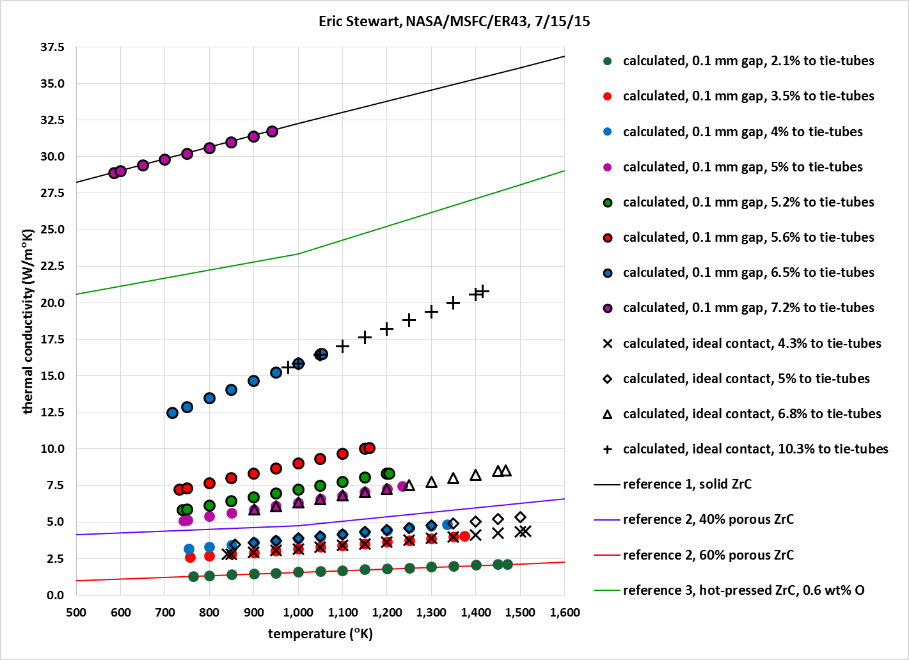 Eric Stewart, NASA/MSFC/ER43, 7/15/15
37.5
35.0
32.5
30.0
27.5
25.0
22.5
20.0
17.5
15.0
12.5
10.0
7.5
5.0
2.5
0.0
thermal conductivity (W/m°K)
500 600 700 800 900 1,000 1,100 1,200 1,300 1,400 1,500 1,600
temperature (°K)
calculated, 0.1 mm gap, 2.1% to tie-tubes
calculated, 0.1 mm gap, 3.5% to tie-tubes
calculated, 0.1 mm gap, 4% to tie-tubes
calculated, 0.1 mm gap, 5% to tie-tubes
calculated, 0.1 mm gap, 5.2% to tie-tubes
calculated, 0.1 mm gap, 5.6% to tie-tubes
calculated, 0.1 mm gap, 6.5% to tie-tubes
calculated, 0.1 mm gap, 7.2% to tie-tubes
calculated, ideal contact, 4.3% to tie-tubes
calculated, ideal contact, 5% to tie-tubes
calculated, ideal contact, 6.8% to tie-tubes
calculated, ideal contact, 10.3% to tie-tubes
reference 1, solid ZrC
reference 2, 40% porous ZrC
reference 2, 60% porous ZrC
reference 3, hot-pressed ZrC, 0.6 wt% O